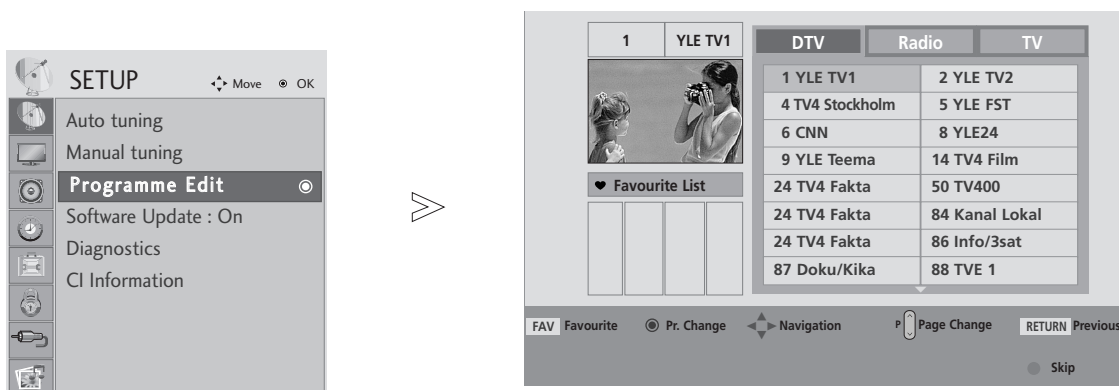 SETUP
Move OK
Auto tuning
Manual tuning
Programme Edit
Software Update : On
Diagnostics
CI Information
1 YLE TV1
Favourite List
DTV Radio TV
1 YLE TV1 2 YLE TV2
4 TV4 Stockholm 5 YLE FST
6 CNN 8 YLE24
9 YLE Teema 14 TV4 Film
24 TV4 Fakta 50 TV400
24 TV4 Fakta 84 Kanal Lokal
24 TV4 Fakta 86 Info/3sat
87 Doku/Kika 88 TVE 1
FAV Favourite Pr. Change Navigation P Page Change RETURN Previous
Skip